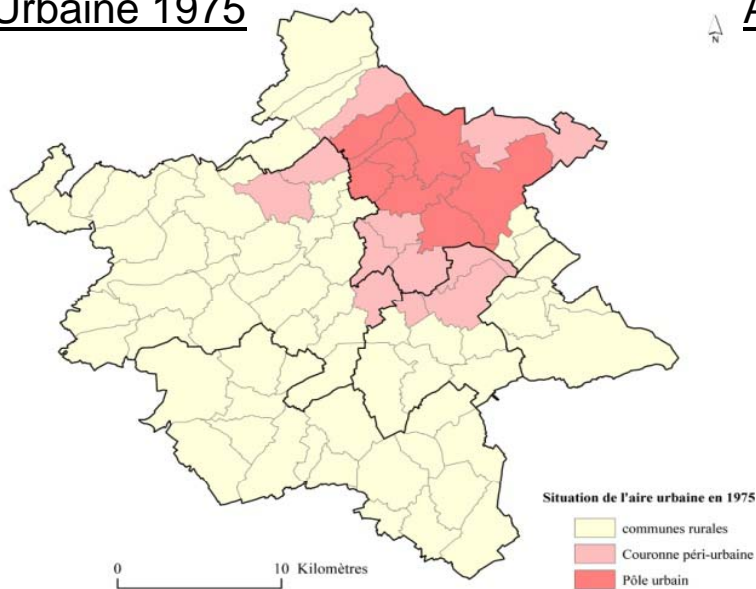 Urbaine 1975
A
N
Situation de l'aire urbaine en 1975
communes rurales
Couronne péri-urbaine
Pôle urbain
0 10 Kilomètres